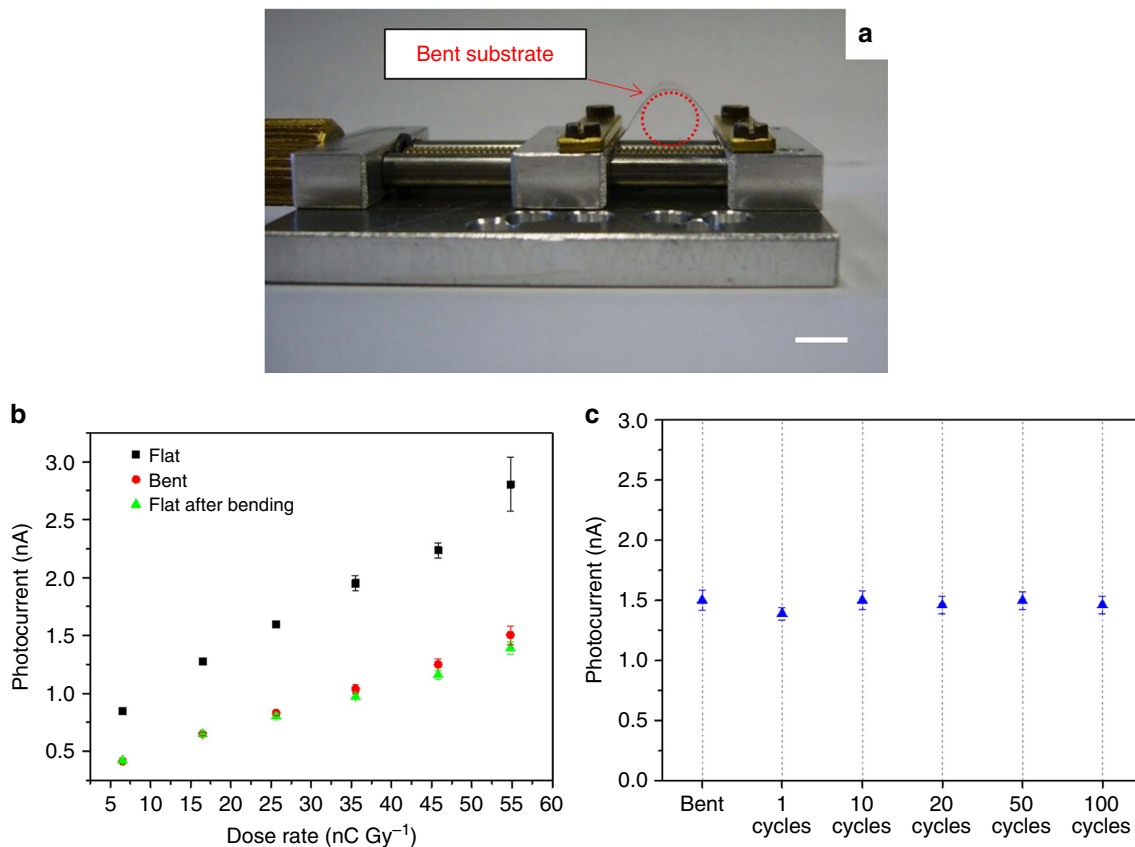 a
Bent substrate
b
Flat
Bent
Flat after bending
3.0
2.5
2.0
1.5
1.0
0.5
Photocurrent (nA)
5 10 15 20 25 30 35 40 45 50 55 60
Dose rate (nC Gy⁻¹)
c
3.0
2.5
2.0
1.5
1.0
0.5
0.0
Photocurrent (nA)
Bent 1 10 20 50 100
cycles cycles cycles cycles cycles